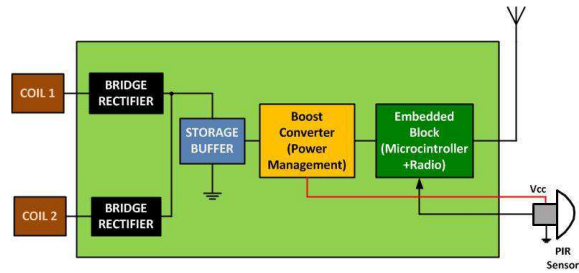 COIL 1
BRIDGE
RECTIFIER
STORAGE
BUFFER
Boost
Converter
(Power
Management)
Embedded
Block
(Microcintroller
+Radio)
Vcc
COIL 2
BRIDGE
RECTIFIER
PIR
Sensor